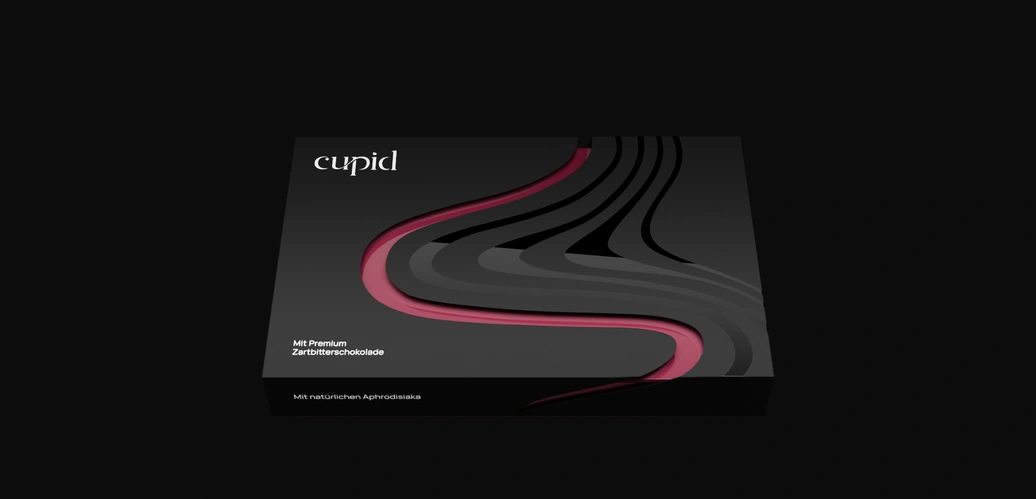 cupid
Mit Premium
Zartbitterschokolade
Mit natürlichen Aphrodisiaka